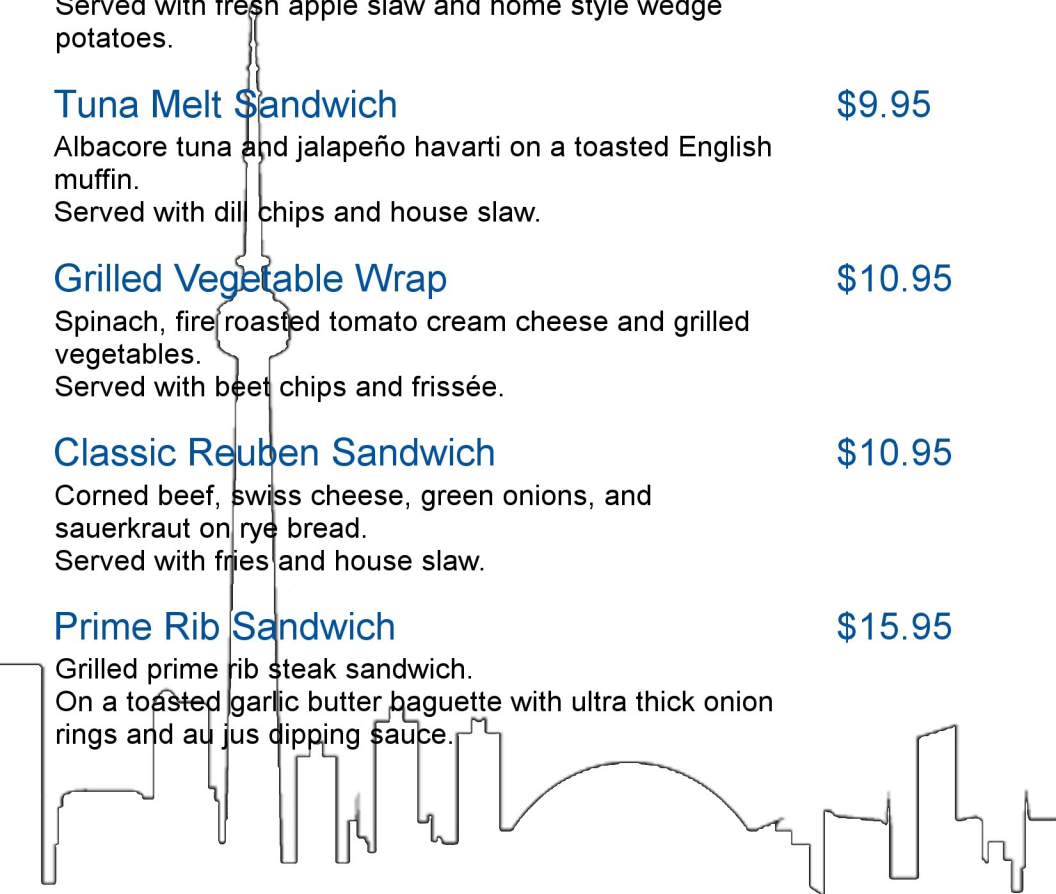 Served with fresh apple slaw and home style wedge
potatoes.
Tuna Melt Sandwich $9.95
Albacore tuna and jalapeño havarti on a toasted English
muffin.
Served with dill chips and house slaw.
Grilled Vegetable Wrap $10.95
Spinach, fire roasted tomato cream cheese and grilled
vegetables.
Served with beet chips and frissée.
Classic Reuben Sandwich $10.95
Corned beef, swiss cheese, green onions, and
sauerkraut on rye bread.
Served with fries and house slaw.
Prime Rib Sandwich $15.95
Grilled prime rib steak sandwich.
On a toasted garlic butter baguette with ultra thick onion
rings and au jus dipping sauce.